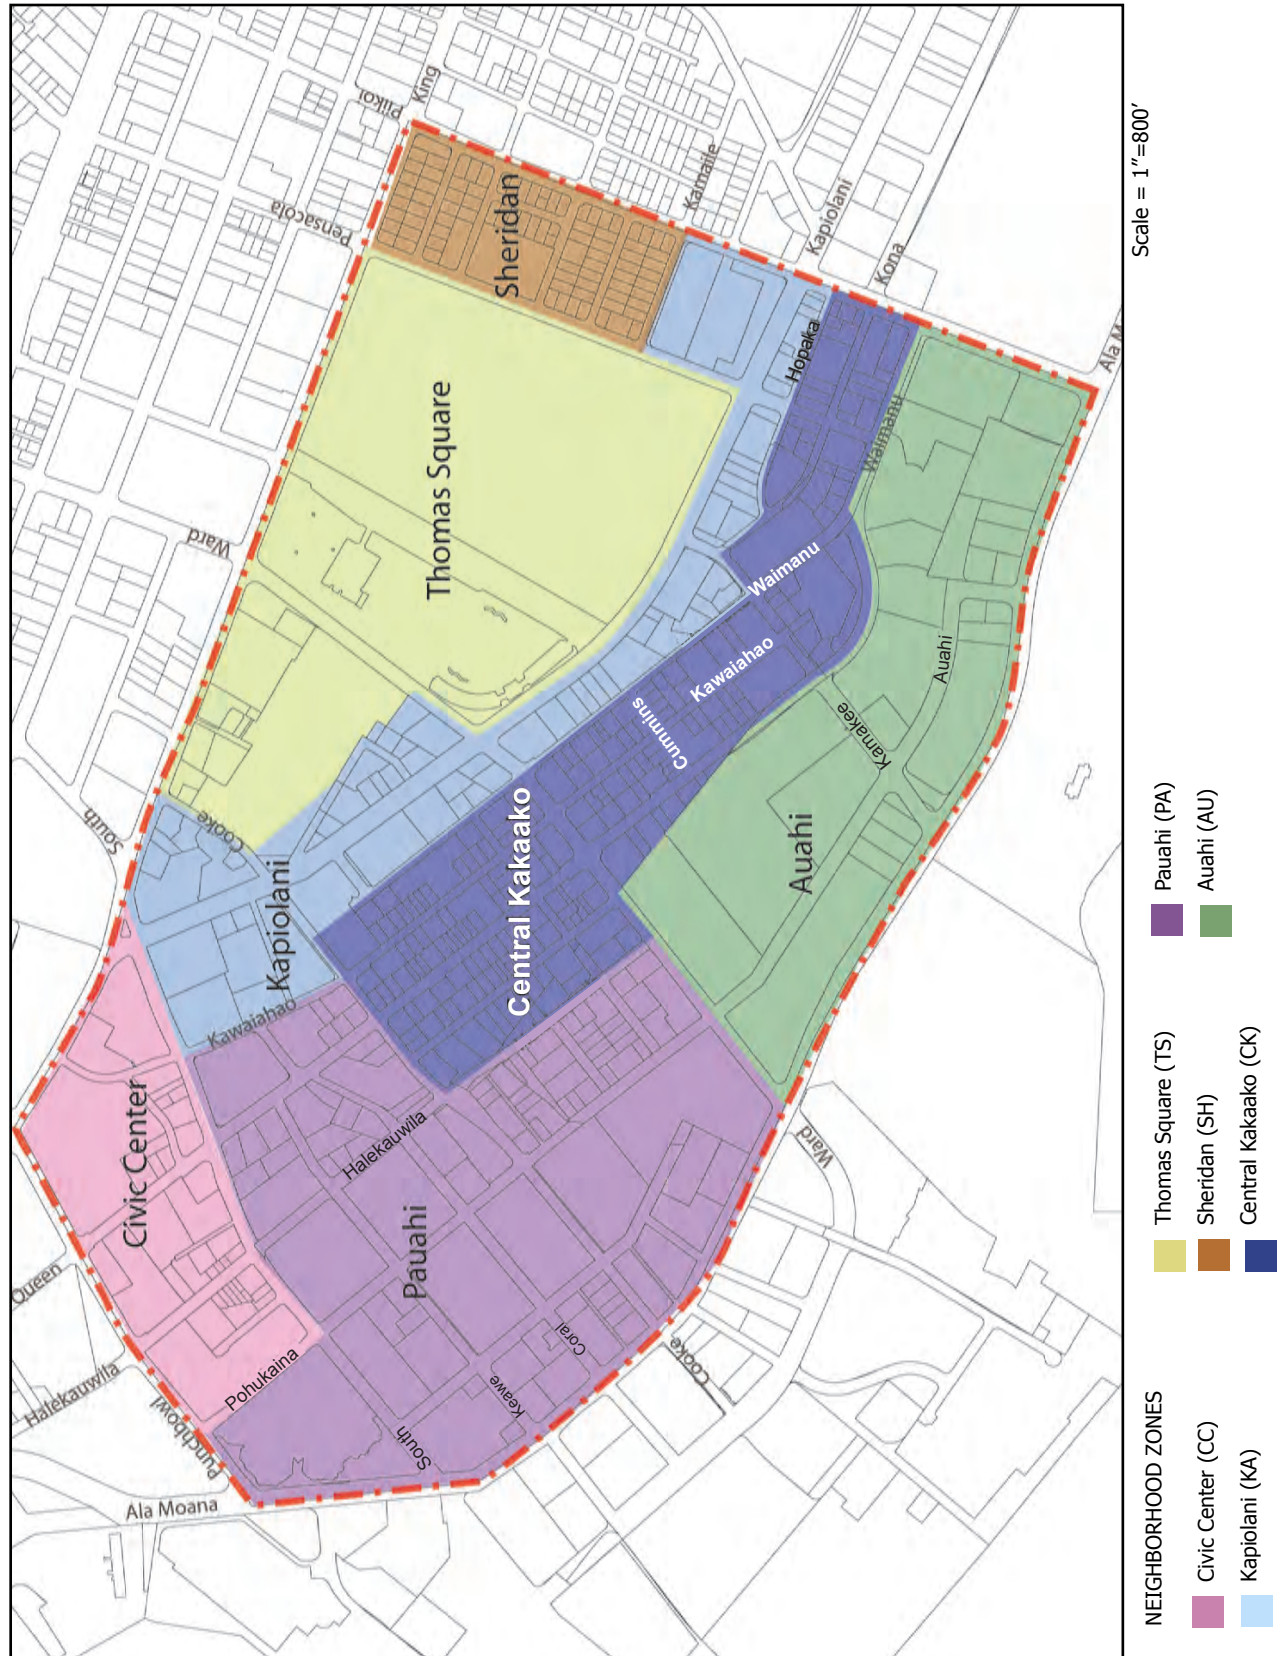 Piikoi
King
Pensacola
Kamaile
Sheridan
Kapiolani
Kona
Ala M
Hopaka
Waimanu
Thomas Square
Ward
Waimanu
Kawaiahao
Cummins
Auahi
Kamakee
South
Cooke
Kapiolani
Central Kakaako
Auahi
Kawaiahao
Civic Center
Halekauwila
Pauahi
Ward
Queen
Halekauwila
Punchbowl
Pohukaina
Coral
Keawe
South
Cooke
Ala Moana
Scale = 1"=800'
NEIGHBORHOOD ZONES
Civic Center (CC)
Kapiolani (KA)
Thomas Square (TS)
Sheridan (SH)
Central Kakaako (CK)
Pauahi (PA)
Auahi (AU)